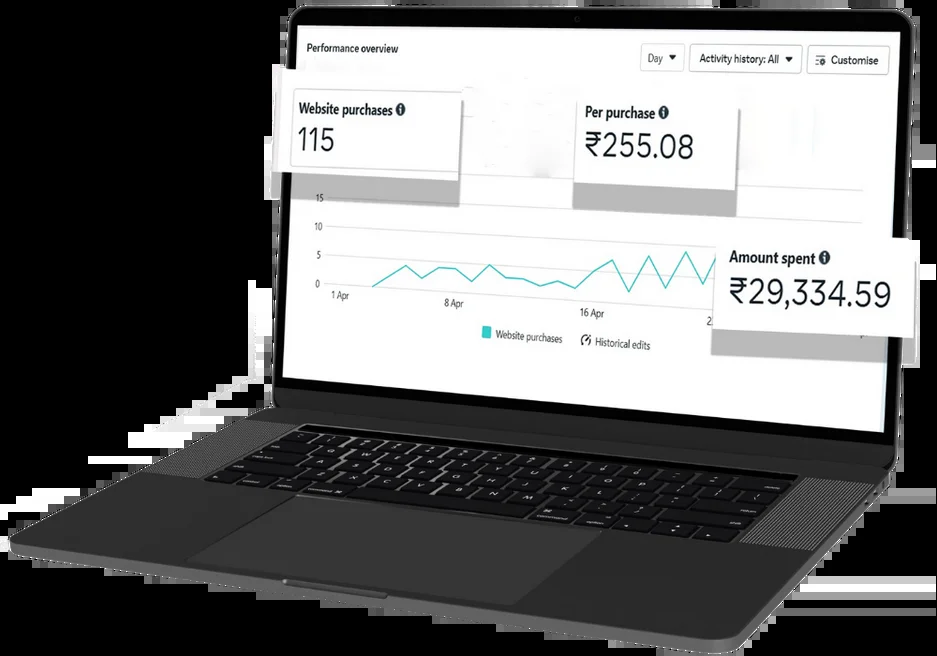 Performance overview
Day
Activity history: All
Customise
Website purchases
115
Per purchase
₹255.08
15
10
5
0
Amount spent
₹29,334.59
1 Apr
8 Apr
16 Apr
Website purchases
Historical edits